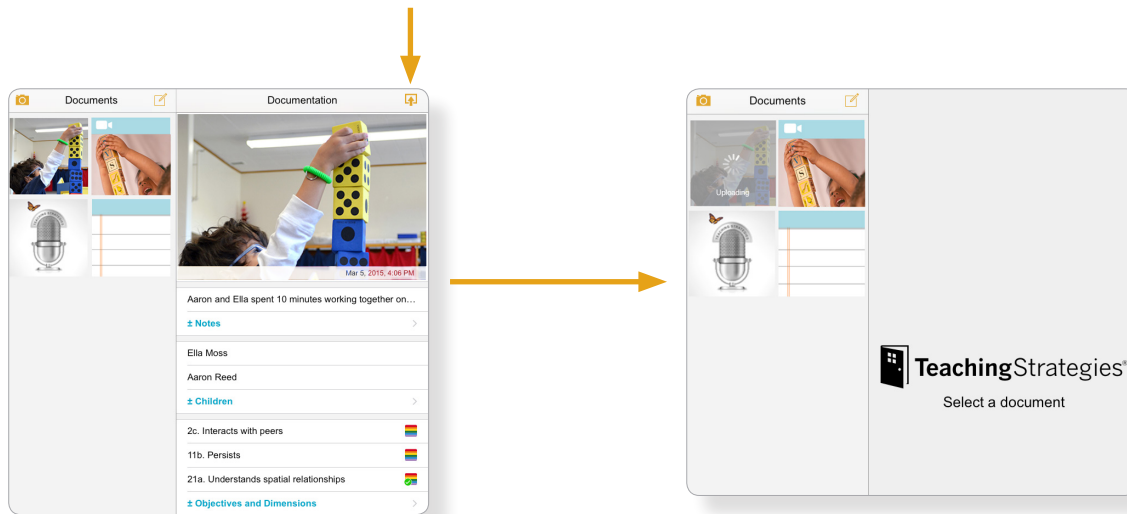 Documents
Documentation
Mar 5, 2015, 4:06 PM
Aaron and Ella spent 10 minutes working together on…
± Notes
Ella Moss
Aaron Reed
± Children
2c. Interacts with peers
11b. Persists
21a. Understands spatial relationships
± Objectives and Dimensions
Documents
Uploading
TeachingStrategies®
Select a document